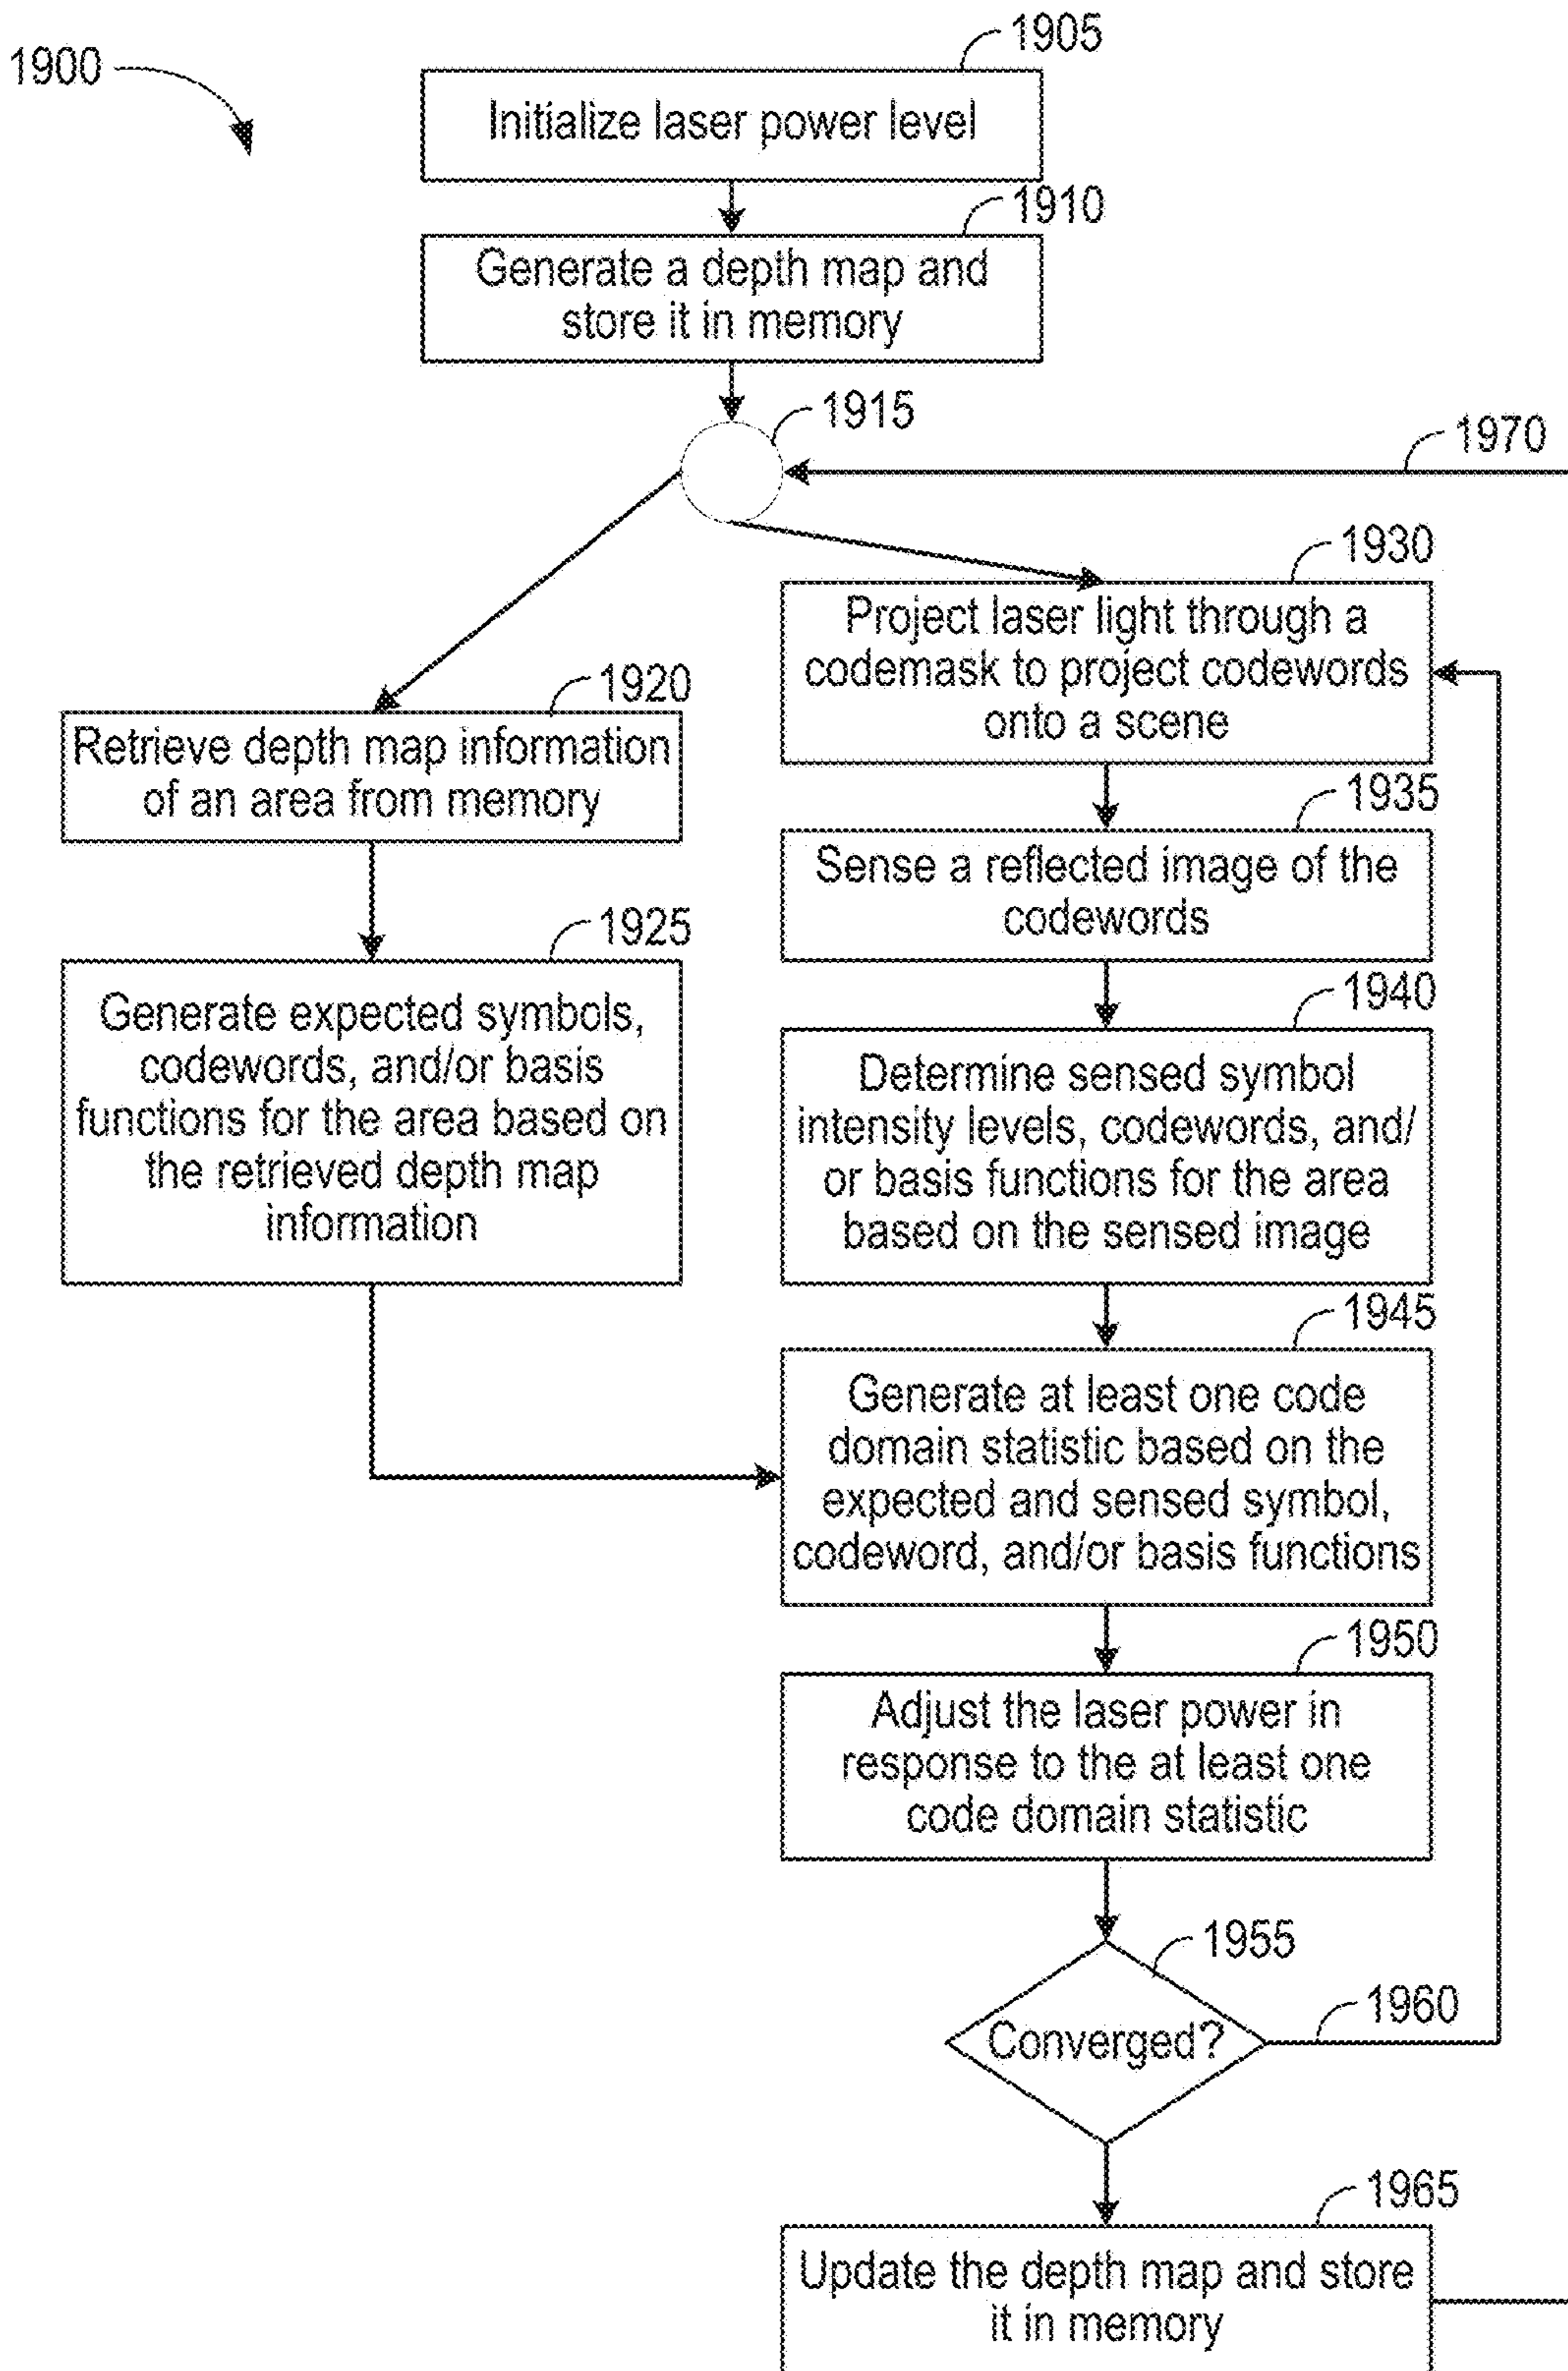 1900
1905
Initialize laser power level
1910
Generate a depth map and
store it in memory
1915
1970
1930
Project laser light through a
codemask to project codewords
onto a scene
1920
Retrieve depth map information
of an area from memory
1935
Sense a reflected image of the
codewords
1925
Generate expected symbols,
codewords, and/or basis
functions for the area based on
the retrieved depth map
information
1940
Determine sensed symbol
intensity levels, codewords, and/
or basis functions for the area
based on the sensed image
1945
Generate at least one code
domain statistic based on the
expected and sensed symbol,
codeword, and/or basis functions
1950
Adjust the laser power in
response to the at least one
code domain statistic
1955
Converged?
1960
1965
Update the depth map and store
it in memory